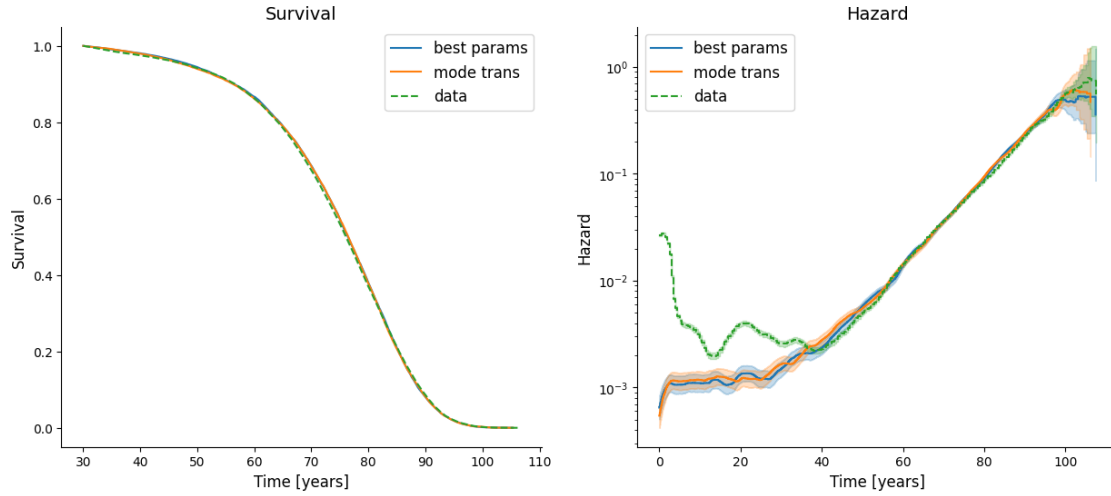 Survival
1.0
0.8
0.6
0.4
0.2
0.0
Survival
best params
mode trans
data
30
40
50
60
70
80
90
100
110
Time [years]
Hazard
10⁰
10⁻¹
10⁻²
10⁻³
Hazard
best params
mode trans
data
0
20
40
60
80
100
Time [years]